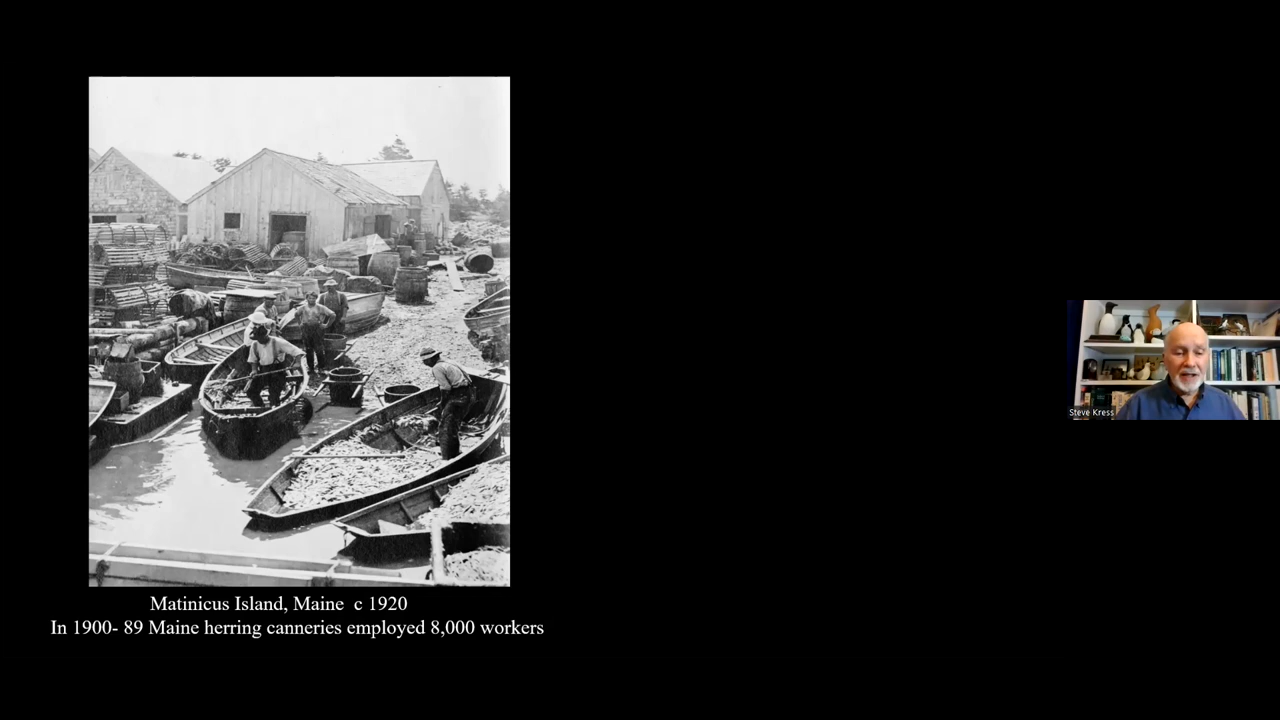 Matinicus Island, Maine c 1920
In 1900- 89 Maine herring canneries employed 8,000 workers
Steve Kress